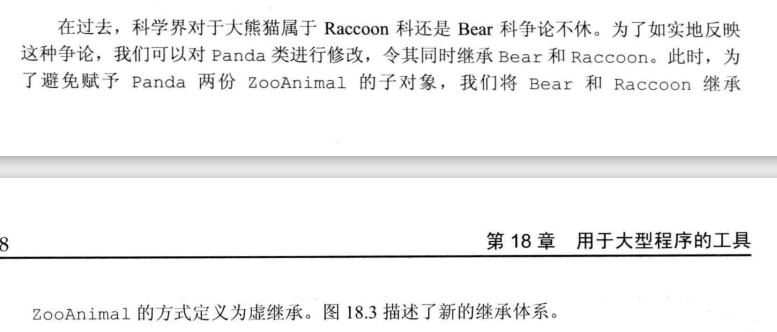 在过去，科学界对于大熊猫属于 Raccoon 科还是 Bear 科争论不休。为了如实地反映
这种争论，我们可以对 Panda 类进行修改，令其同时继承 Bear 和 Raccoon。此时，为
了避免赋予 Panda 两份 ZooAnimal 的子对象，我们将 Bear 和 Raccoon 继承
8
第 18 章 用于大型程序的工具
ZooAnimal 的方式定义为虚继承。图 18.3 描述了新的继承体系。